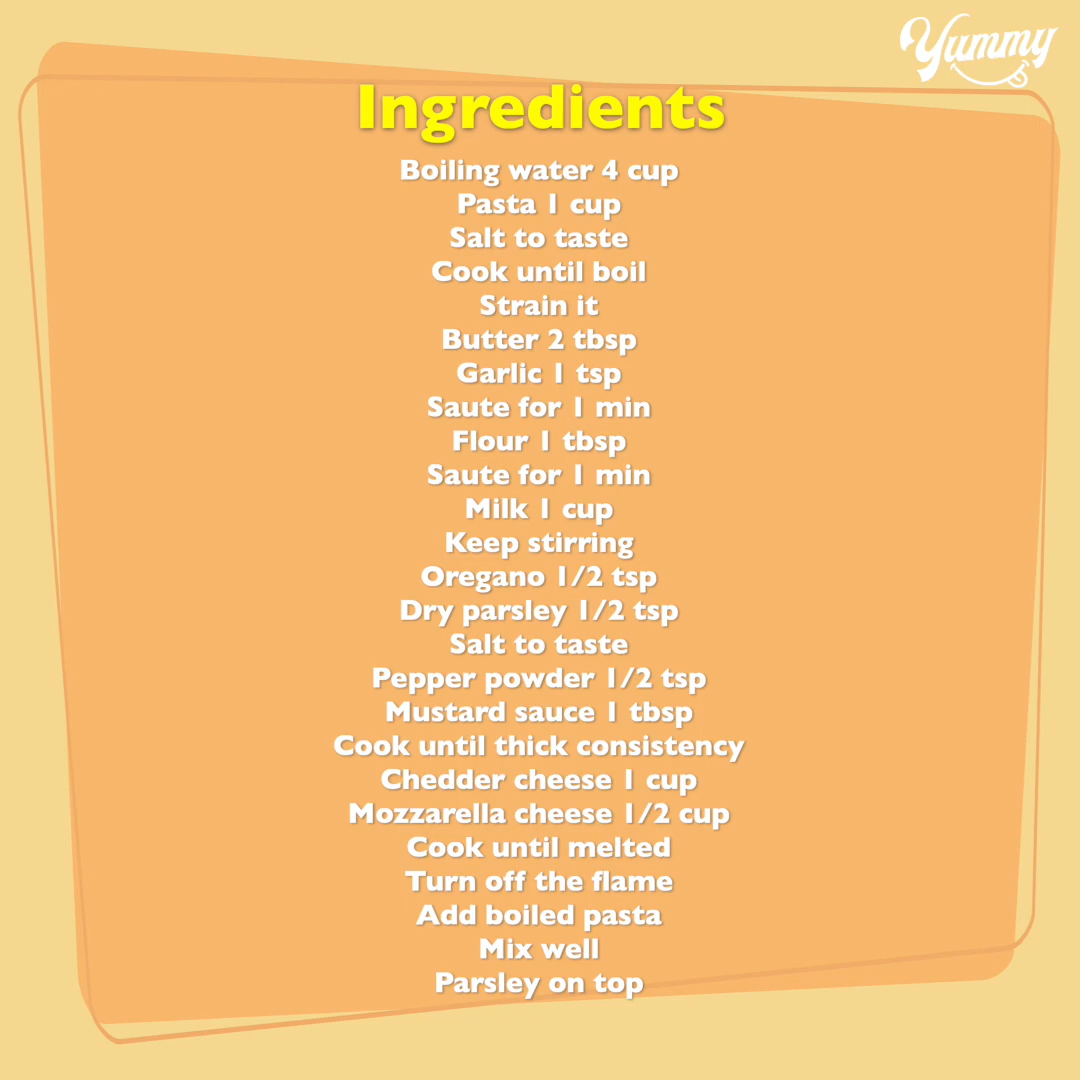 Yummy
Ingredients
Boiling water 4 cup
Pasta 1 cup
Salt to taste
Cook until boil
Strain it
Butter 2 tbsp
Garlic 1 tsp
Saute for 1 min
Flour 1 tbsp
Saute for 1 min
Milk 1 cup
Keep stirring
Oregano 1/2 tsp
Dry parsley 1/2 tsp
Salt to taste
Pepper powder 1/2 tsp
Mustard sauce 1 tbsp
Cook until thick consistency
Chedder cheese 1 cup
Mozzarella cheese 1/2 cup
Cook until melted
Turn off the flame
Add boiled pasta
Mix well
Parsley on top